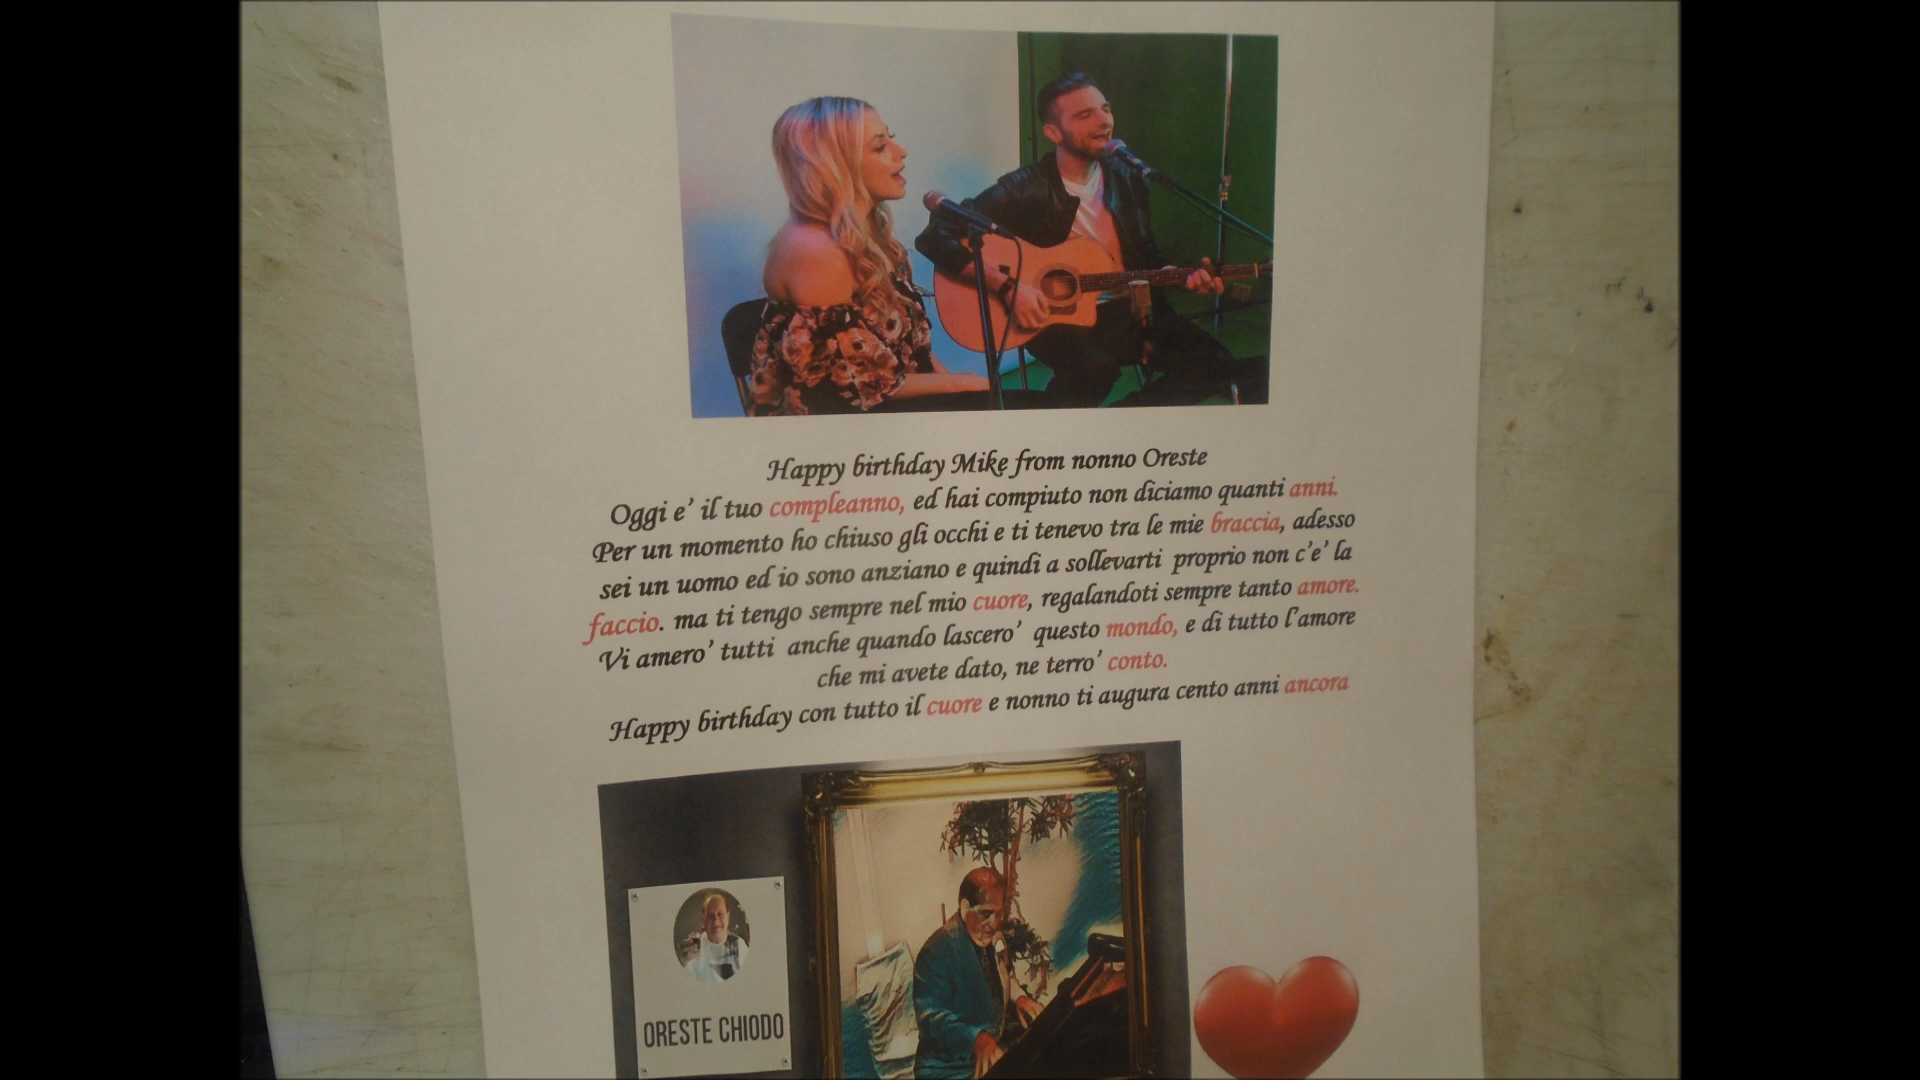 Happy birthday Mike from nonno Oreste
Oggi e' il tuo compleanno, ed hai compiuto non diciamo quanti anni.
Per un momento ho chiuso gli occhi e ti tenevo tra le mie braccia, adesso
sei un uomo ed io sono anziano e quindi a sollevarti proprio non c'e' la
faccio. ma ti tengo sempre nel mio cuore, regalandoti sempre tanto amore.
Vi amero' tutti anche quando lascero' questo mondo, e di tutto l'amore
che mi avete dato, ne terro' conto.
Happy birthday con tutto il cuore e nonno ti augura cento anni ancora
ORESTE CHIODO